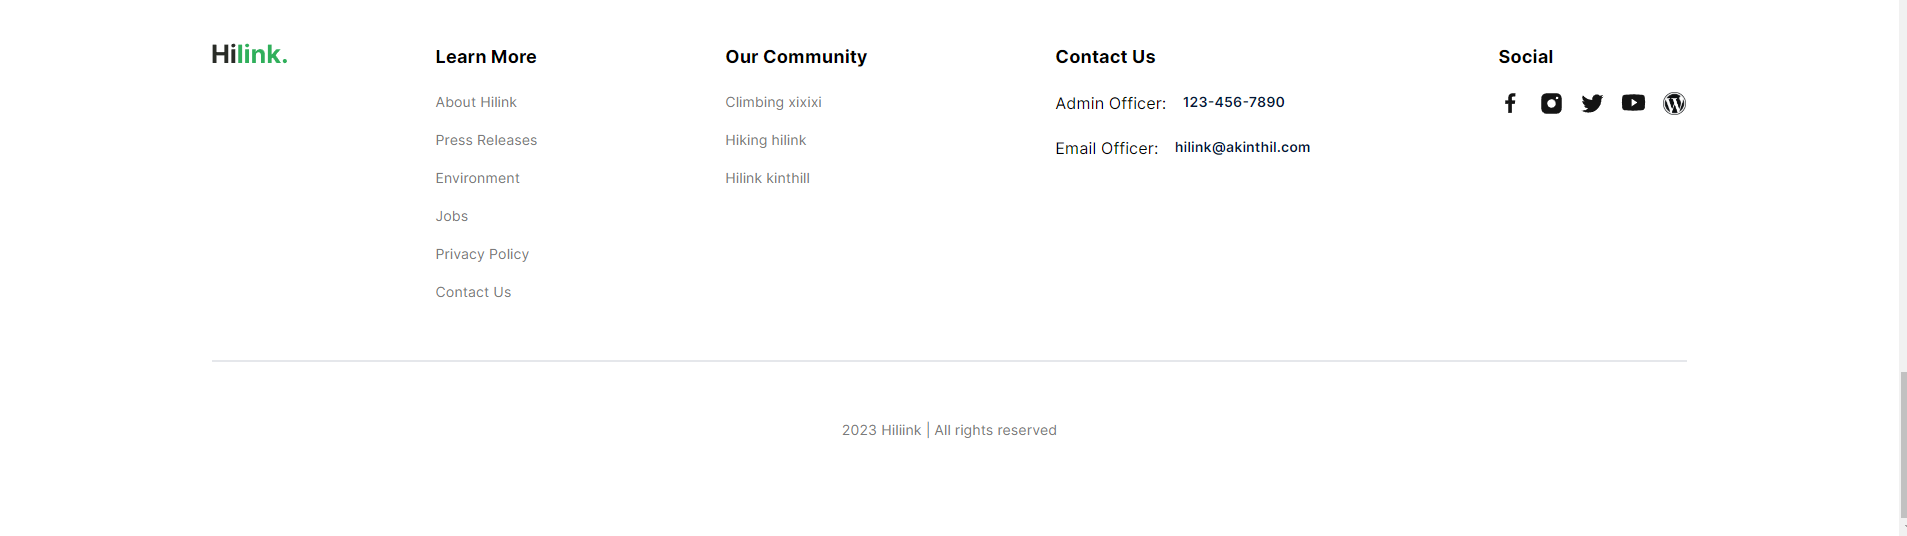 Hilink.
Learn More
About Hilink
Press Releases
Environment
Jobs
Privacy Policy
Contact Us
Our Community
Climbing xixixi
Hiking hilink
Hilink kinthill
Contact Us
Admin Officer: 123-456-7890
Email Officer: hilink@akinthil.com
Social
2023 Hiliink | All rights reserved